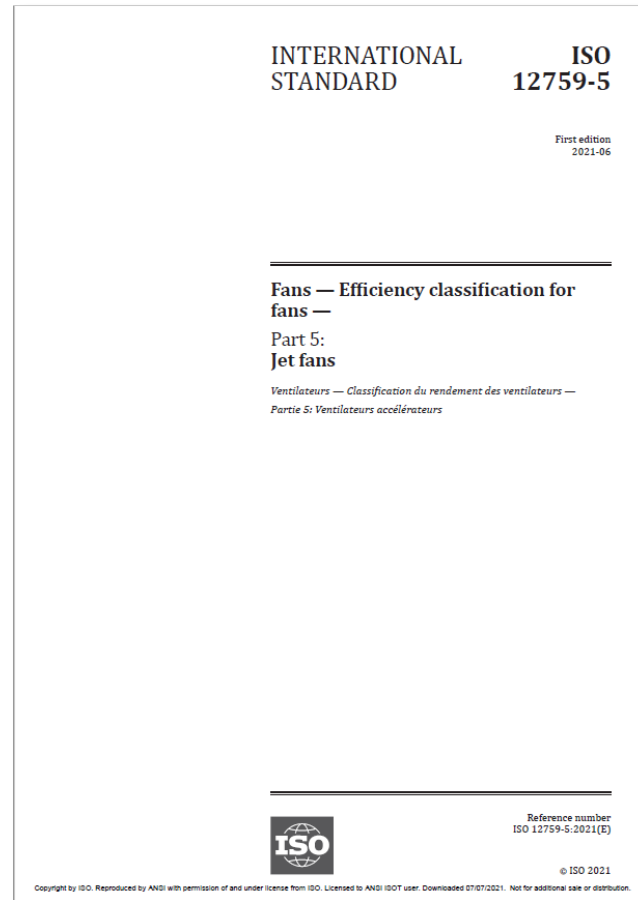 INTERNATIONAL
STANDARD
ISO
12759-5
First edition
2021-06
Fans — Efficiency classification for
fans —
Part 5:
Jet fans
Ventilateurs — Classification du rendement des ventilateurs —
Partie 5: Ventilateurs accélérateurs
ISO
Reference number
ISO 12759-5:2021(E)
© ISO 2021
Copyright by ISO. Reproduced by ANSI with permission of and under license from ISO. Licensed to ANSI ISOT user. Downloaded 07/07/2021. Not for additional sale or distribution.